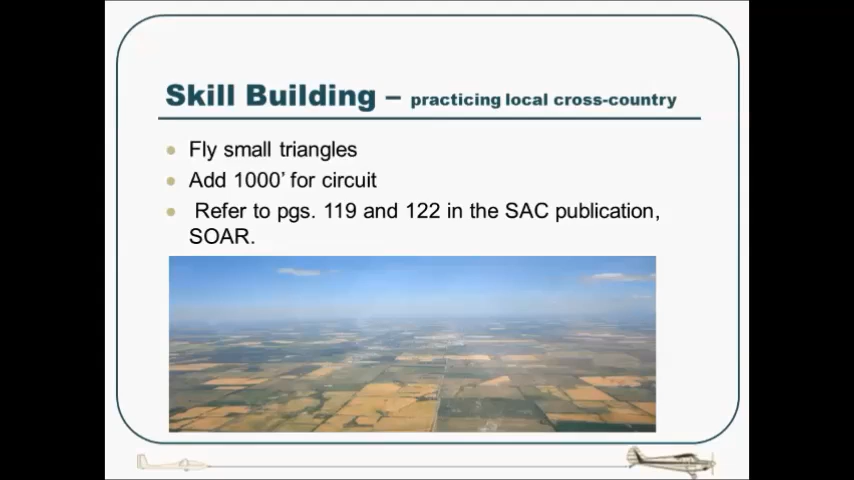 Skill Building – practicing local cross-country
Fly small triangles
Add 1000’ for circuit
Refer to pgs. 119 and 122 in the SAC publication,
SOAR.